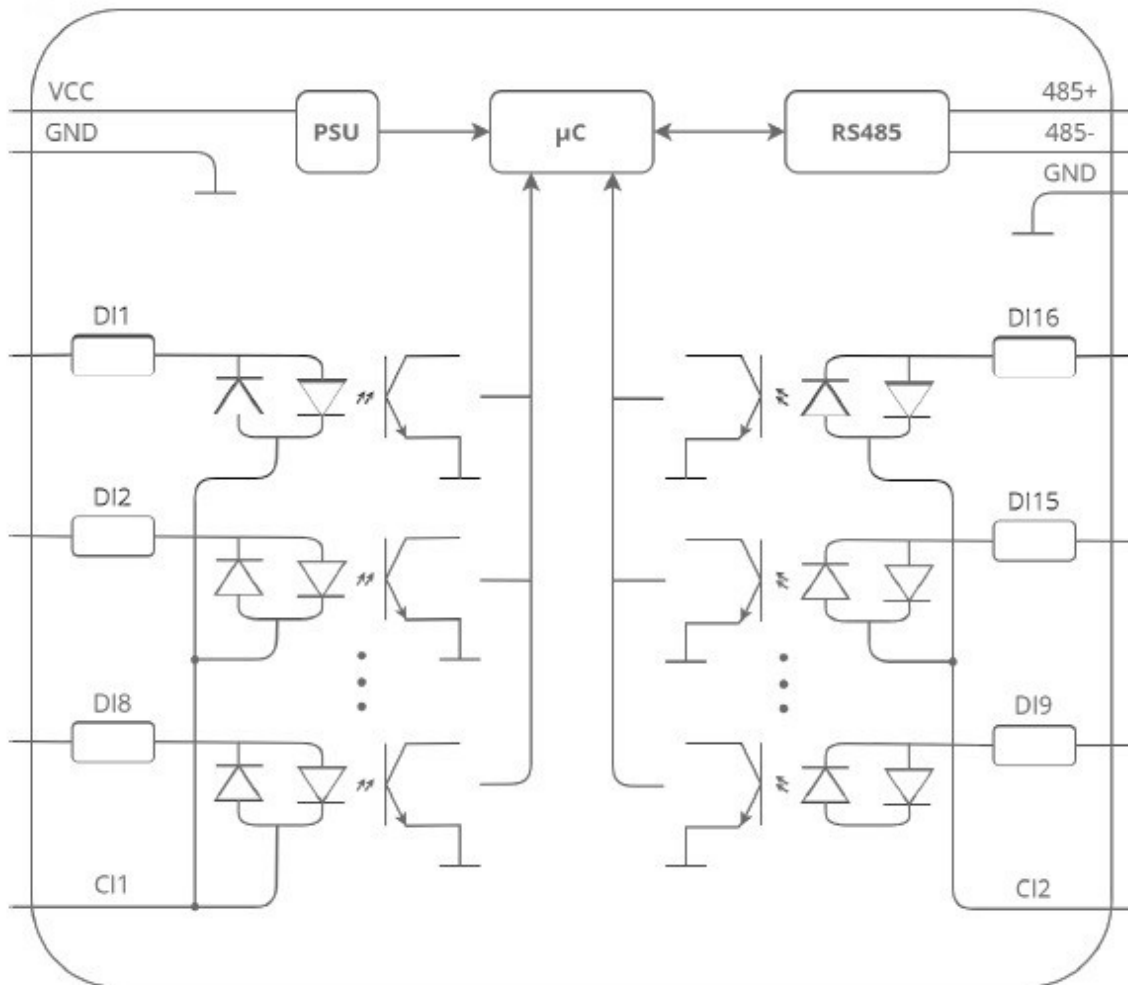 VCC
485+
GND
PSU
µC
RS485
485-
GND
DI1
DI16
DI2
DI15
DI8
DI9
CI1
CI2